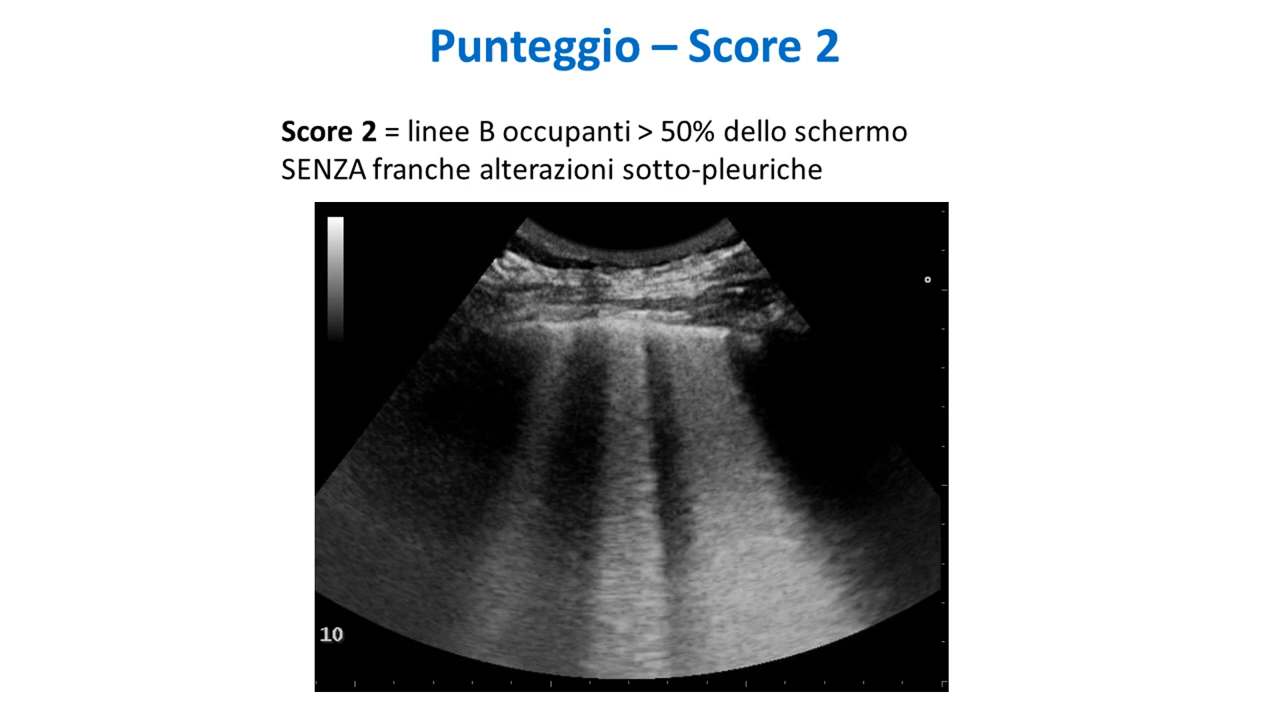 Punteggio – Score 2
Score 2 = linee B occupanti > 50% dello schermo
SENZA franche alterazioni sotto-pleuriche
10